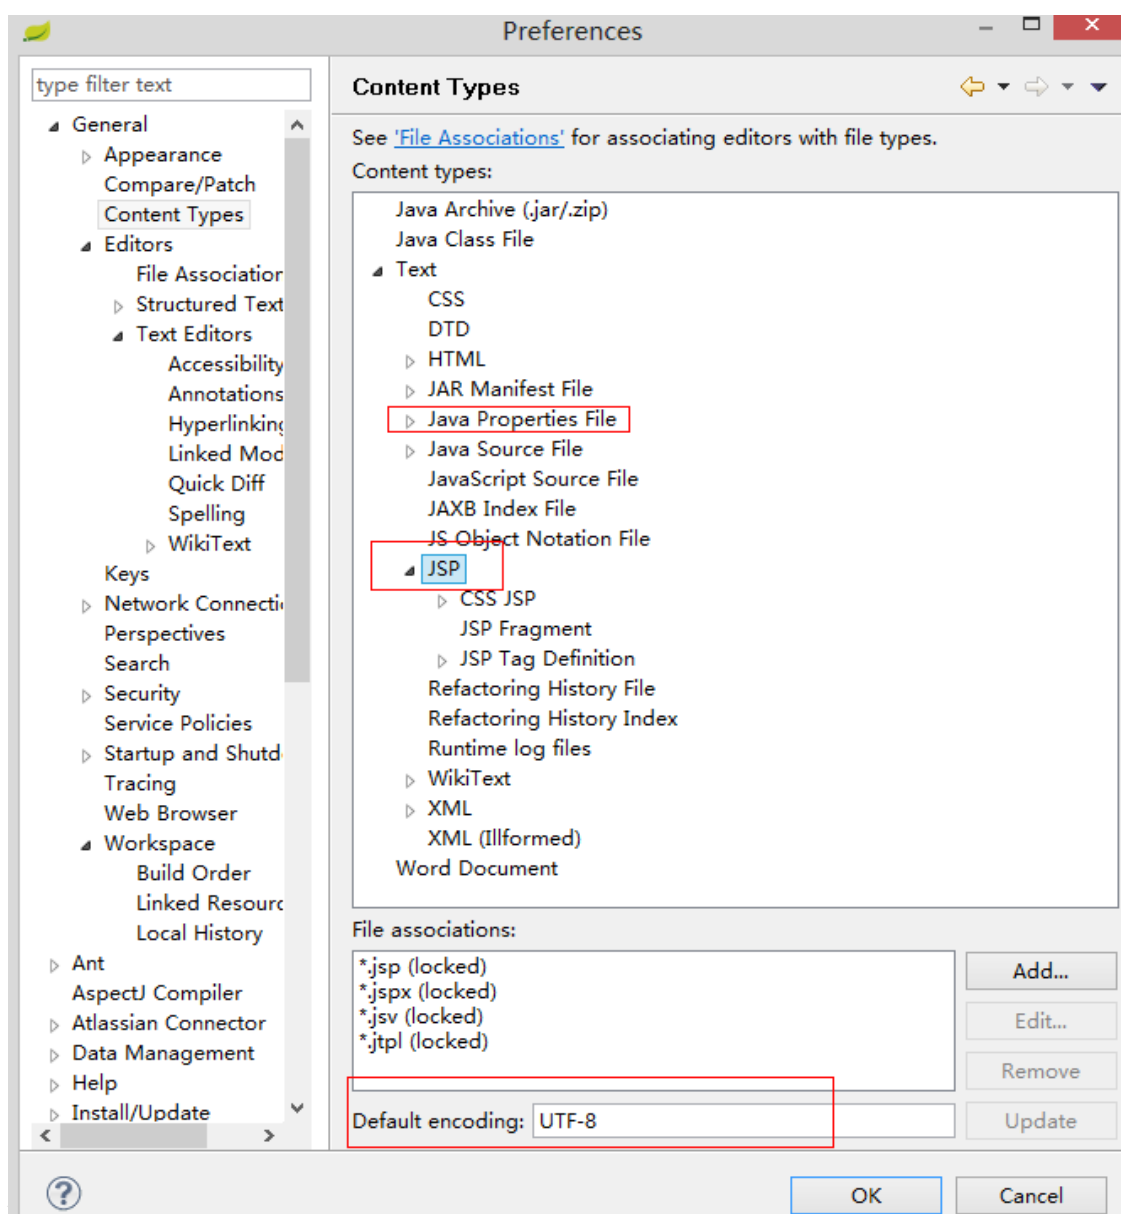 Preferences
type filter text
General
Appearance
Compare/Patch
Content Types
Editors
File Association
Structured Text
Text Editors
Accessibility
Annotations
Hyperlinking
Linked Mod
Quick Diff
Spelling
WikiText
Keys
Network Connecti
Perspectives
Search
Security
Service Policies
Startup and Shutd
Tracing
Web Browser
Workspace
Build Order
Linked Resourc
Local History
Ant
AspectJ Compiler
Atlassian Connector
Data Management
Help
Install/Update
Content Types
See 'File Associations' for associating editors with file types.
Content types:
Java Archive (.jar/.zip)
Java Class File
Text
CSS
DTD
HTML
JAR Manifest File
Java Properties File
Java Source File
JavaScript Source File
JAXB Index File
JS Object Notation File
JSP
CSS JSP
JSP Fragment
JSP Tag Definition
Refactoring History File
Refactoring History Index
Runtime log files
WikiText
XML
XML (Illformed)
Word Document
File associations:
*.jsp (locked)
*.jspx (locked)
*.jsv (locked)
*.jtpl (locked)
Add...
Edit...
Remove
Default encoding: UTF-8
Update
OK
Cancel